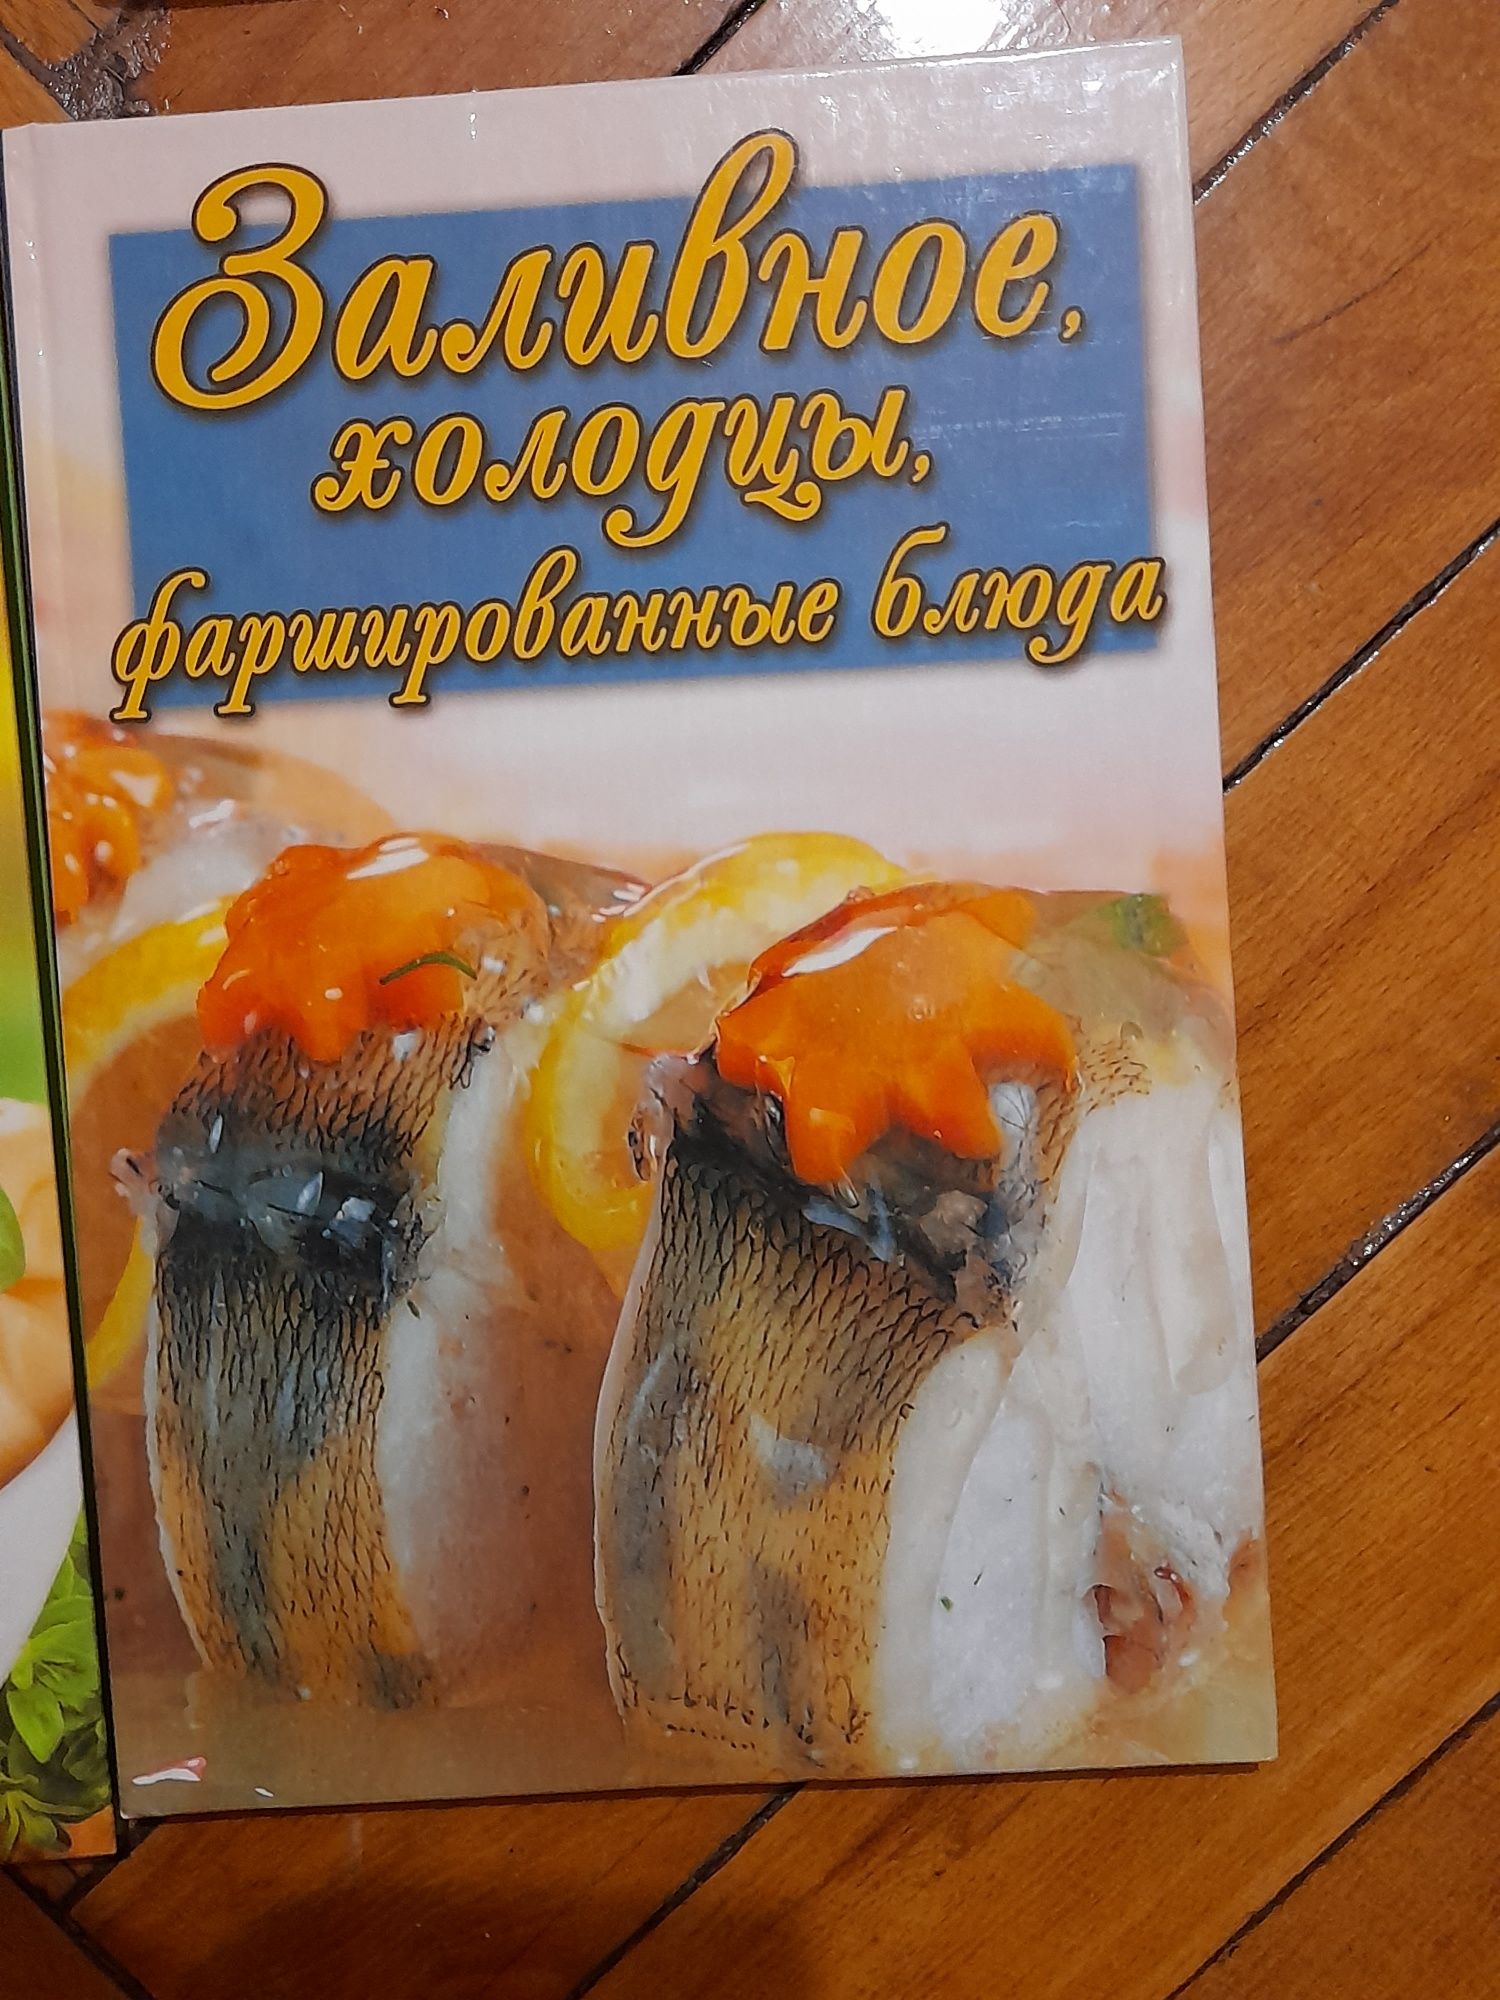 Заливное,
холодцы,
фаршированные блюда